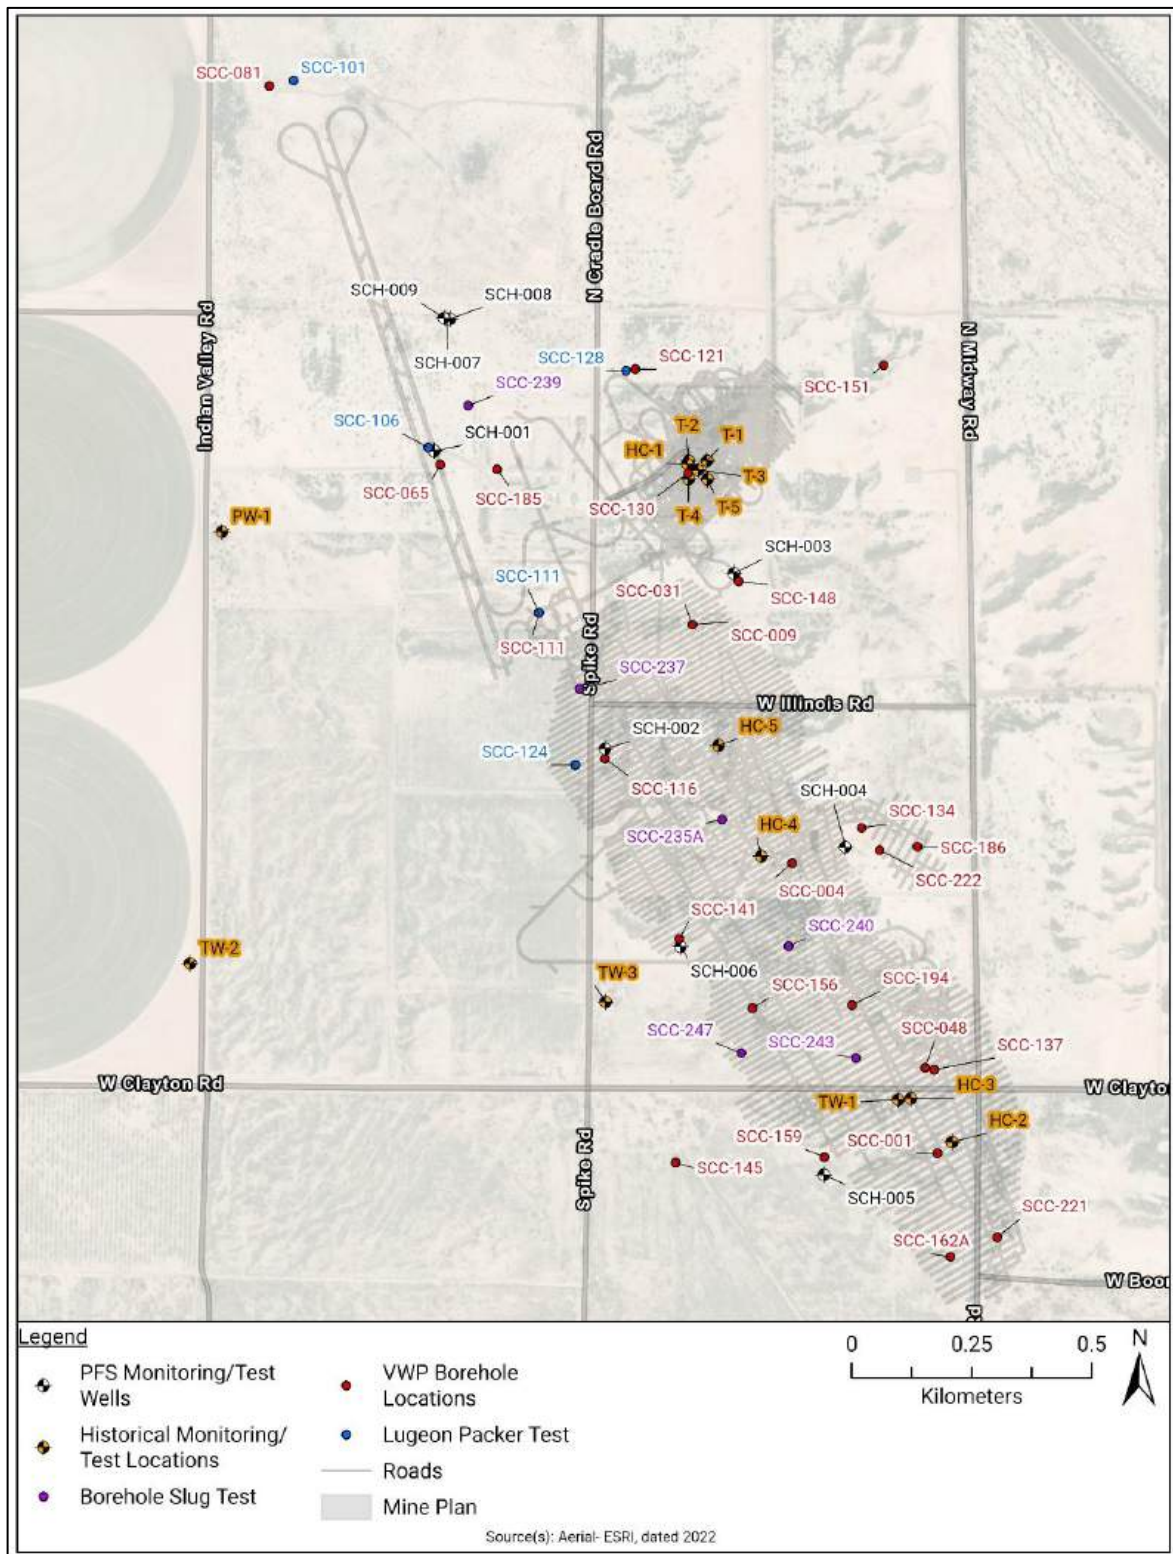 SCC-081
SCC-101
N Cradle Board Rd
SCH-009
SCH-008
SCH-007
Indian Valley Rd
N Midway Rd
SCC-128
SCC-121
SCC-151
SCC-239
SCC-106
SCH-001
T-2
T-1
HC-1
T-3
SCC-065
SCC-185
SCC-130
T-4
T-5
PW-1
SCH-003
SCC-111
SCC-031
SCC-148
SCC-009
SCC-111
Spike Rd
SCC-237
W Illinois Rd
SCH-002
HC-5
SCC-124
SCC-116
SCH-004
SCC-134
SCC-235A
HC-4
SCC-186
SCC-222
SCC-004
SCC-141
SCC-240
TW-2
SCH-006
TW-3
SCC-156
SCC-194
SCC-247
SCC-243
SCC-048
SCC-137
W Clayton Rd
W Clayto
TW-1
HC-3
HC-2
SCC-159
SCC-001
SCC-145
Spike Rd
SCH-005
SCC-221
SCC-162A
W Boo
Legend
PFS Monitoring/Test
Wells
Historical Monitoring/
Test Locations
Borehole Slug Test
VWP Borehole
Locations
Lugeon Packer Test
Roads
Mine Plan
0 0.25 0.5
Kilometers
N
Source(s): Aerial- ESRI, dated 2022